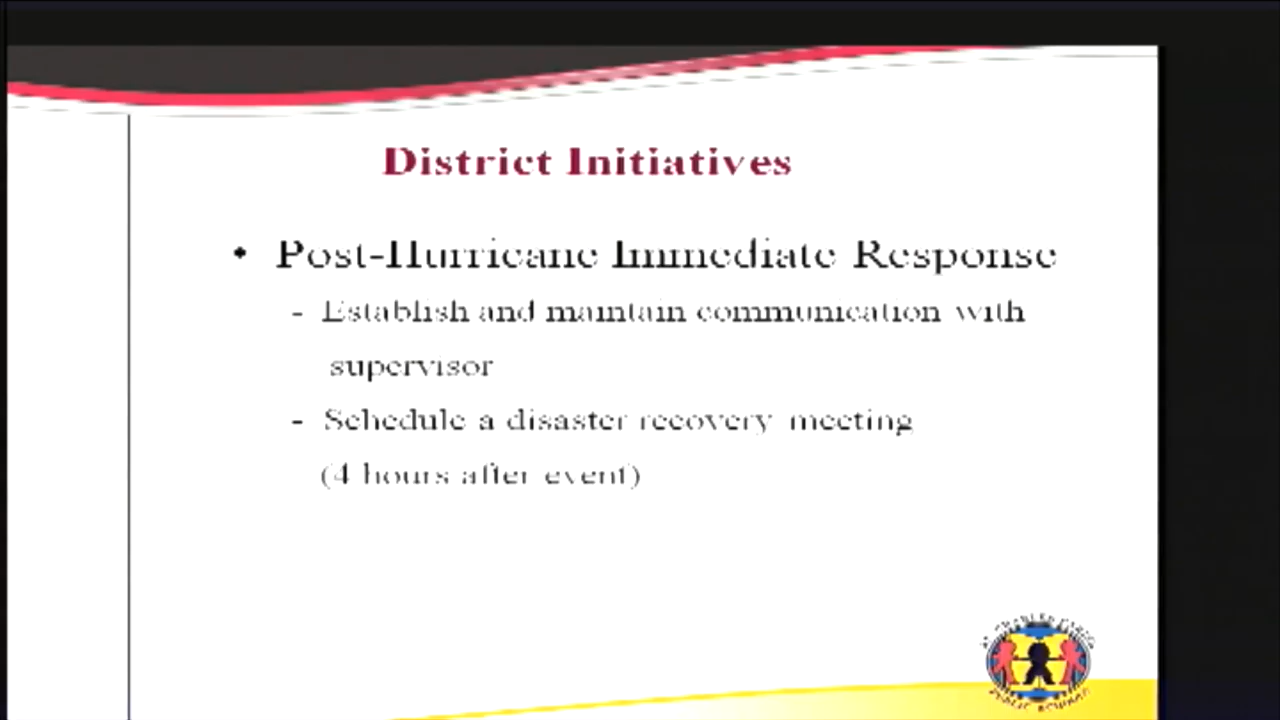 District Initiatives
• Post-Hurricane Immediate Response
- Establish and maintain communication with
supervisor
- Schedule a disaster recovery meeting
(4 hours after event)